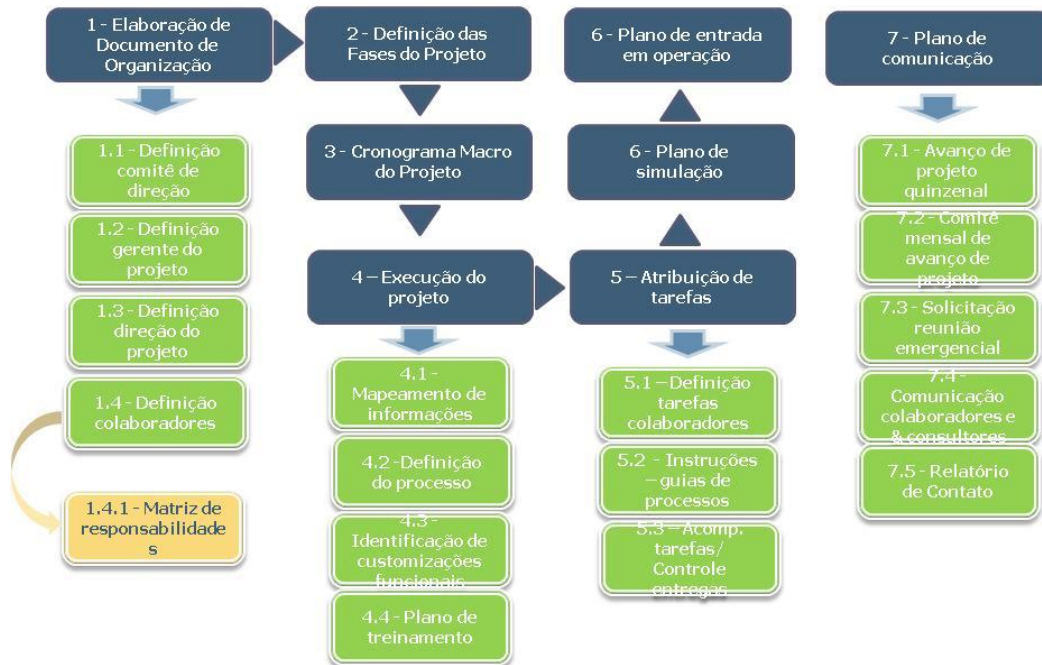 1 - Elaboração de
Documento de
Organização
1.1 - Definição
comitê de
direção
1.2 - Definição
gerente do
projeto
1.3 - Definição
direção do
projeto
1.4 - Definição
colaboradores
1.4.1 - Matriz de
responsabilidade
s
2 - Definição das
Fases do Projeto
3 - Cronograma Macro
do Projeto
4 – Execução do
projeto
4.1 -
Mapeamento de
informações
4.2 -Definição
do processo
4.3 -
Identificação de
customizações
funcionais
4.4 - Plano de
treinamento
5 – Atribuição de
tarefas
5.1 –Definição
tarefas
colaboradores
5.2 - Instruções
–guias de
processos
5.3 – Acomp.
tarefas/
Controle
entregas
6 - Plano de
simulação
6 - Plano de entrada
em operação
7 - Plano de
comunicação
7.1 - Avanço de
projeto
quinzenal
7.2 - Comitê
mensal de
avanço de
projeto
7.3 - Solicitação
reunião
emergencial
7.4 -
Comunicação
colaboradores e
& consultores
7.5 - Relatório
de Contato